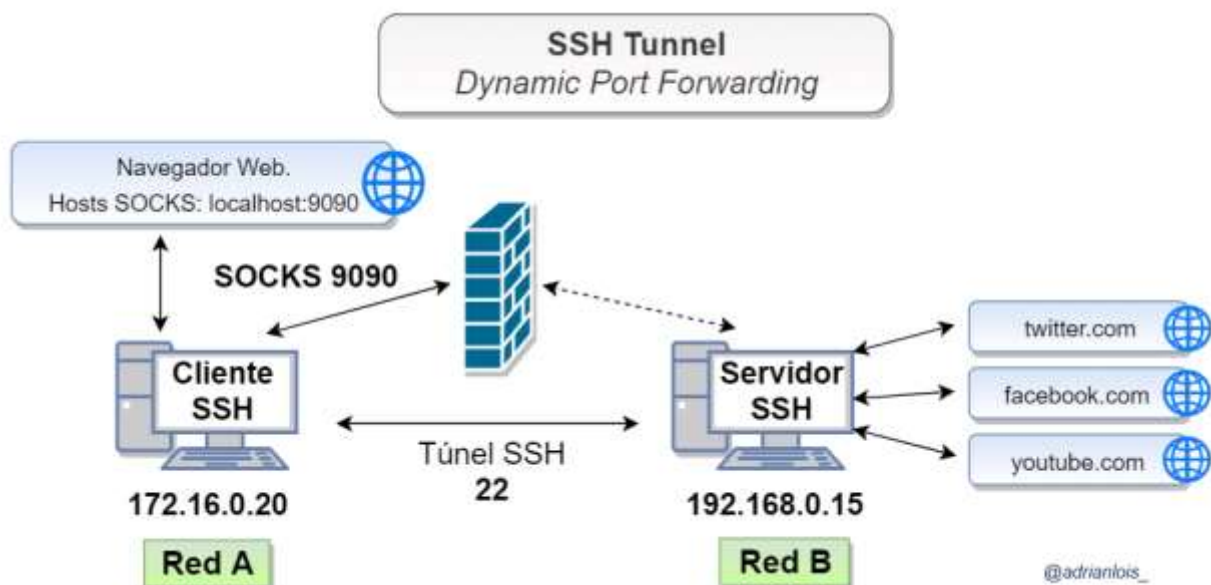 SSH Tunnel
Dynamic Port Forwarding
Navegador Web.
Hosts SOCKS: localhost:9090
SOCKS 9090
Cliente
SSH
Servidor
SSH
twitter.com
facebook.com
youtube.com
Túnel SSH
22
172.16.0.20
192.168.0.15
Red A
Red B
@adrianlois_